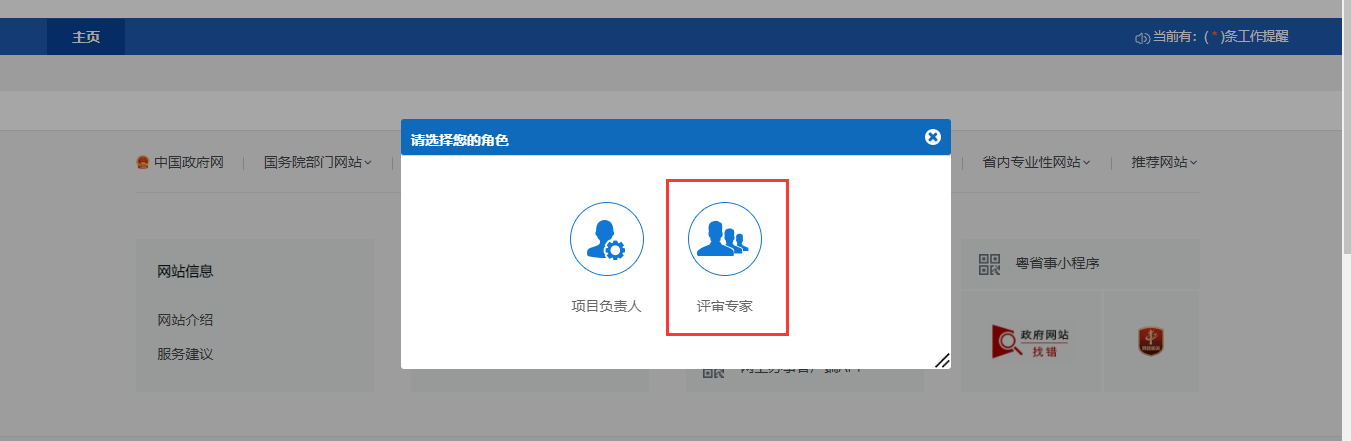 主页
当前有：( * )条工作提醒
请选择您的角色
中国政府网
国务院部门网站
省内专业性网站
推荐网站
项目负责人
评审专家
网站信息
网站介绍
服务建议
粤省事小程序
政府网站
找错